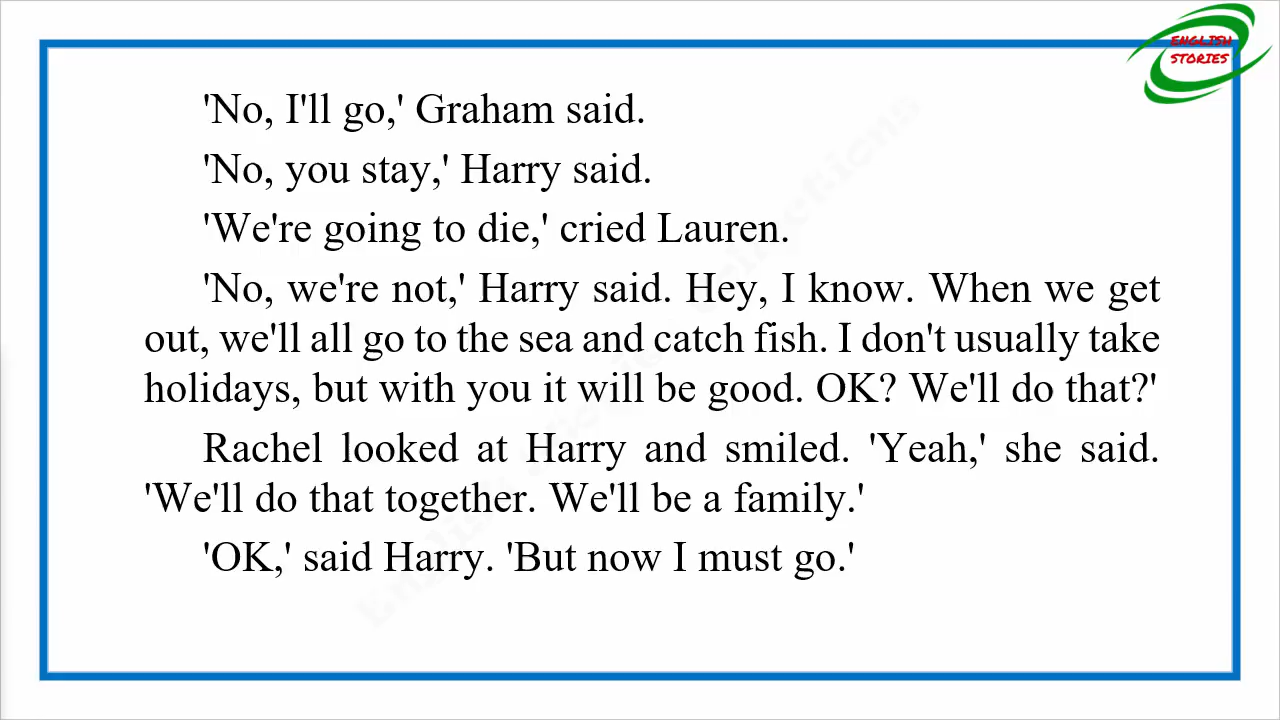 ENGLISH
STORIES
'No, I'll go,' Graham said.
'No, you stay,' Harry said.
'We're going to die,' cried Lauren.
'No, we're not,' Harry said. Hey, I know. When we get
out, we'll all go to the sea and catch fish. I don't usually take
holidays, but with you it will be good. OK? We'll do that?'
Rachel looked at Harry and smiled. 'Yeah,' she said.
'We'll do that together. We'll be a family.'
'OK,' said Harry. 'But now I must go.'